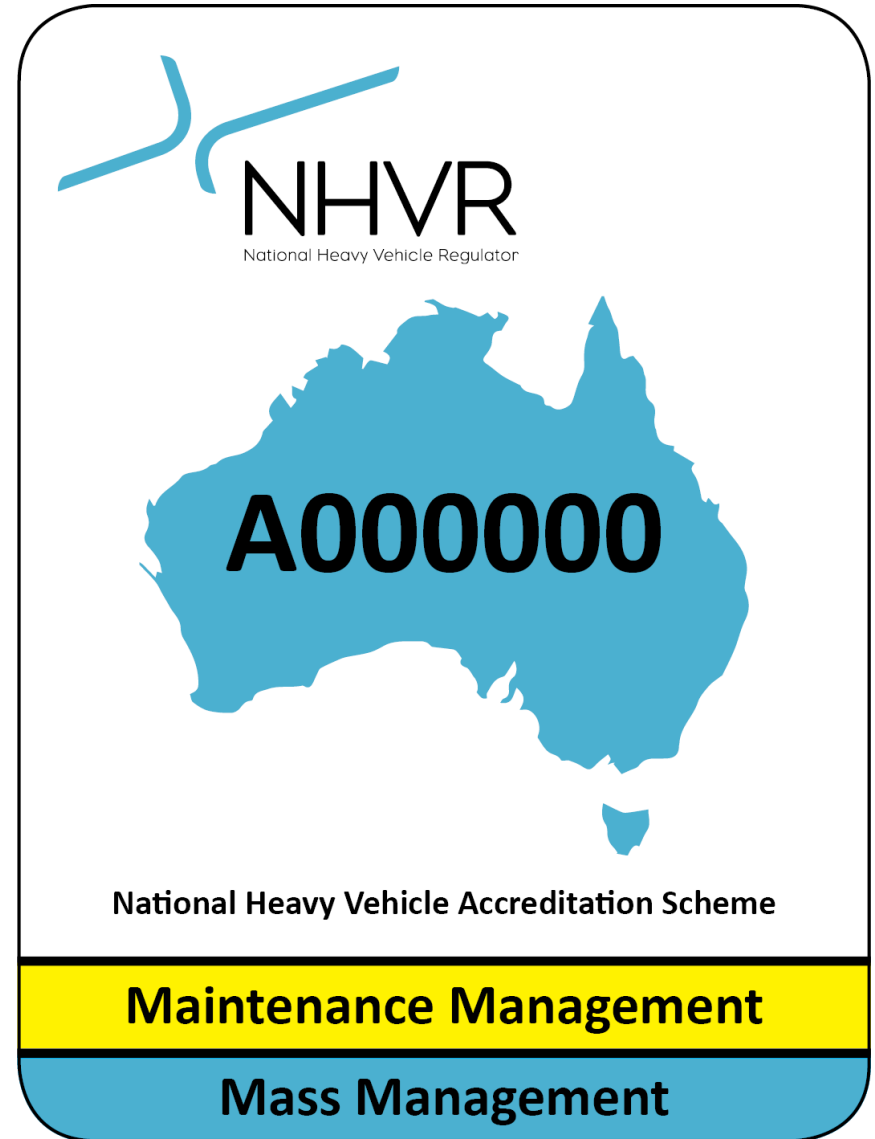 NHVR
National Heavy Vehicle Regulator
A000000
National Heavy Vehicle Accreditation Scheme
Maintenance Management
Mass Management